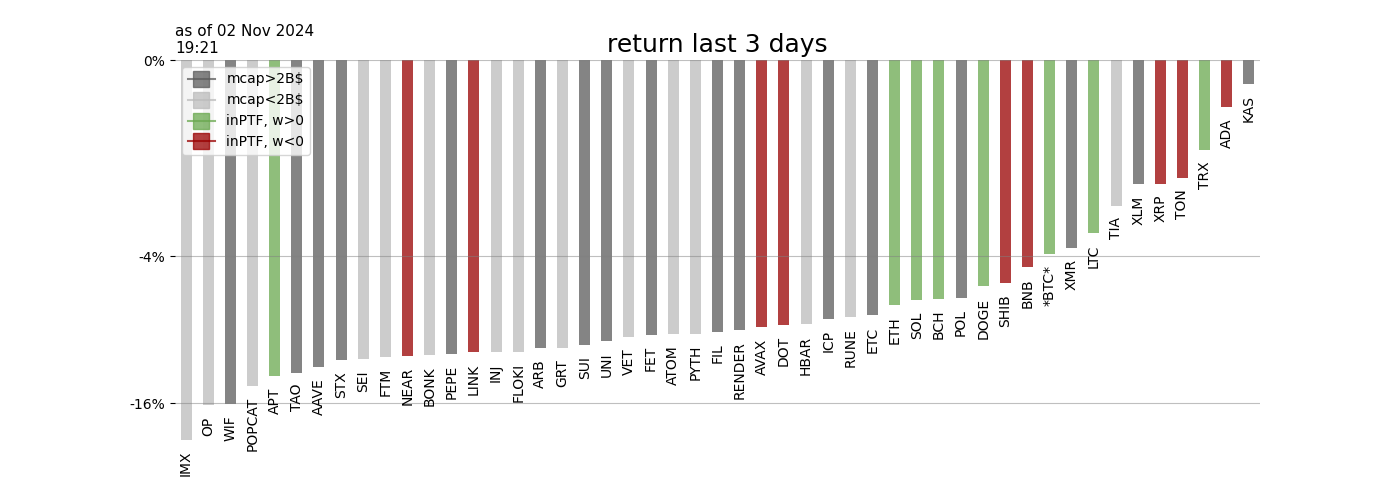 as of 02 Nov 2024
19:21
return last 3 days
0%
-4%
-16%
mcap>2B$
mcap<2B$
inPTF, w>0
inPTF, w<0
IMX
OP
WIF
POPCAT
APT
TAO
AAVE
STX
SEI
FTM
NEAR
BONK
PEPE
LINK
INJ
FLOKI
ARB
GRT
SUI
UNI
VET
FET
ATOM
PYTH
FIL
RENDER
AVAX
DOT
HBAR
ICP
RUNE
ETC
ETH
SOL
BCH
POL
DOGE
SHIB
BNB
*BTC*
XMR
LTC
TIA
XLM
XRP
TON
TRX
ADA
KAS